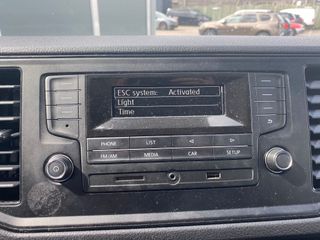 ESC system: Activated
Light
Time
PHONE LIST
FM/AM MEDIA CAR SETUP